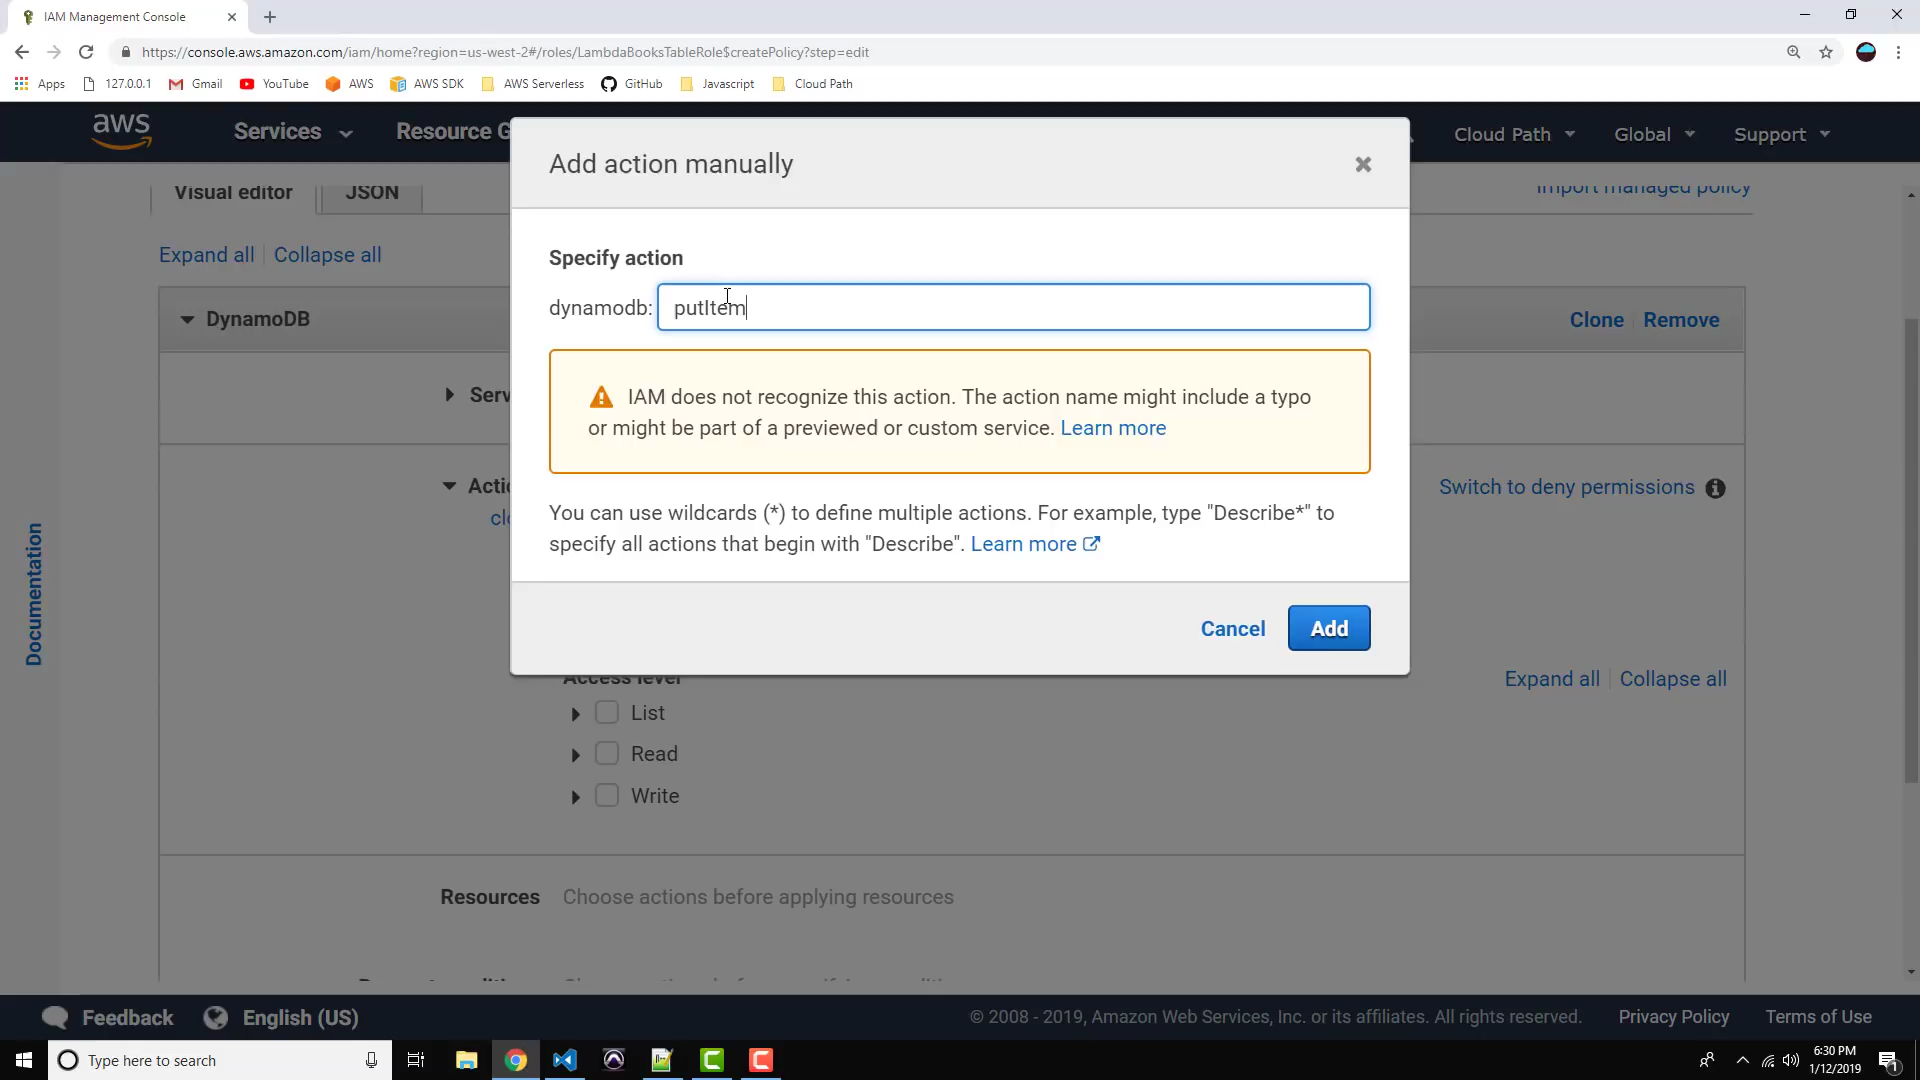 IAM Management Console
https://console.aws.amazon.com/iam/home?region=us-west-2#/roles/LambdaBooksTableRole$createPolicy?step=edit
Apps 127.0.0.1 Gmail YouTube AWS AWS SDK AWS Serverless GitHub Javascript Cloud Path
aws Services Resource G Cloud Path Global Support
Add action manually
Visual editor JSON Import managed policy
Expand all Collapse all
Specify action
dynamodb: putItem
DynamoDB Clone Remove
IAM does not recognize this action. The action name might include a typo
or might be part of a previewed or custom service. Learn more
Serv
Actio Switch to deny permissions
clo
You can use wildcards (*) to define multiple actions. For example, type "Describe*" to
specify all actions that begin with "Describe". Learn more
Documentation
Cancel Add
Access level Expand all Collapse all
List
Read
Write
Resources Choose actions before applying resources
Feedback English (US) © 2008 - 2019, Amazon Web Services, Inc. or its affiliates. All rights reserved. Privacy Policy Terms of Use
Type here to search 6:30 PM
1/12/2019
1